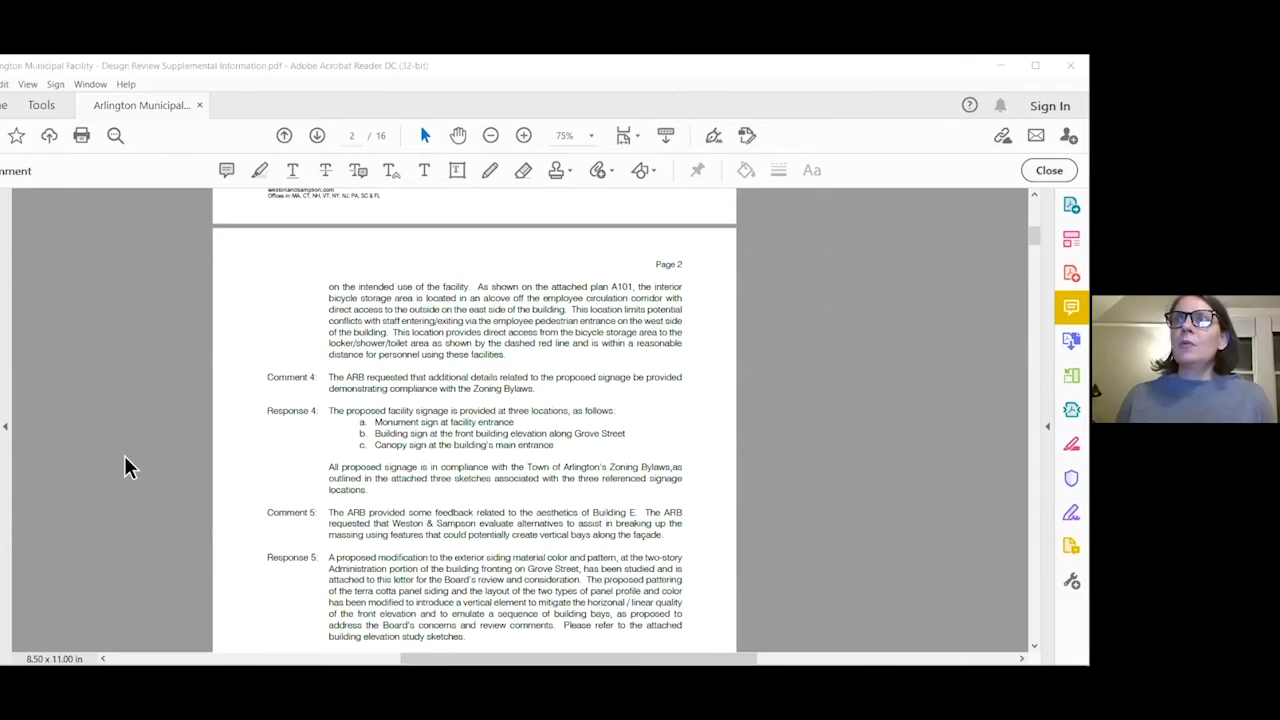 ngton Municipal Facility - Design Review Supplemental Information.pdf - Adobe Acrobat Reader DC (32-bit)
dit View Sign Window Help
ne Tools Arlington Municipal... × Sign In
2 / 16 75%
mment Aa Close
westonandsampson.com
Offices in: MA, CT, NH, VT, NY, NJ, PA, SC & FL
Page 2
on the intended use of the facility. As shown on the attached plan A101, the interior
bicycle storage area is located in an alcove off the employee circulation corridor with
direct access to the outside on the east side of the building. This location limits potential
conflicts with staff entering/exiting via the employee pedestrian entrance on the west side
of the building. This location provides direct access from the bicycle storage area to the
locker/shower/toilet area as shown by the dashed red line and is within a reasonable
distance for personnel using these facilities.
Comment 4: The ARB requested that additional details related to the proposed signage be provided
demonstrating compliance with the Zoning Bylaws.
Response 4: The proposed facility signage is provided at three locations, as follows:
a. Monument sign at facility entrance
b. Building sign at the front building elevation along Grove Street
c. Canopy sign at the building's main entrance
All proposed signage is in compliance with the Town of Arlington's Zoning Bylaws,as
outlined in the attached three sketches associated with the three referenced signage
locations.
Comment 5: The ARB provided some feedback related to the aesthetics of Building E. The ARB
requested that Weston & Sampson evaluate alternatives to assist in breaking up the
massing using features that could potentially create vertical bays along the façade.
Response 5: A proposed modification to the exterior siding material color and pattern, at the two-story
Administration portion of the building fronting on Grove Street, has been studied and is
attached to this letter for the Board's review and consideration. The proposed pattering
of the terra cotta panel siding and the layout of the two types of panel profile and color
has been modified to introduce a vertical element to mitigate the horizonal / linear quality
of the front elevation and to emulate a sequence of building bays, as proposed to
address the Board's concerns and review comments. Please refer to the attached
building elevation study sketches.
8.50 x 11.00 in